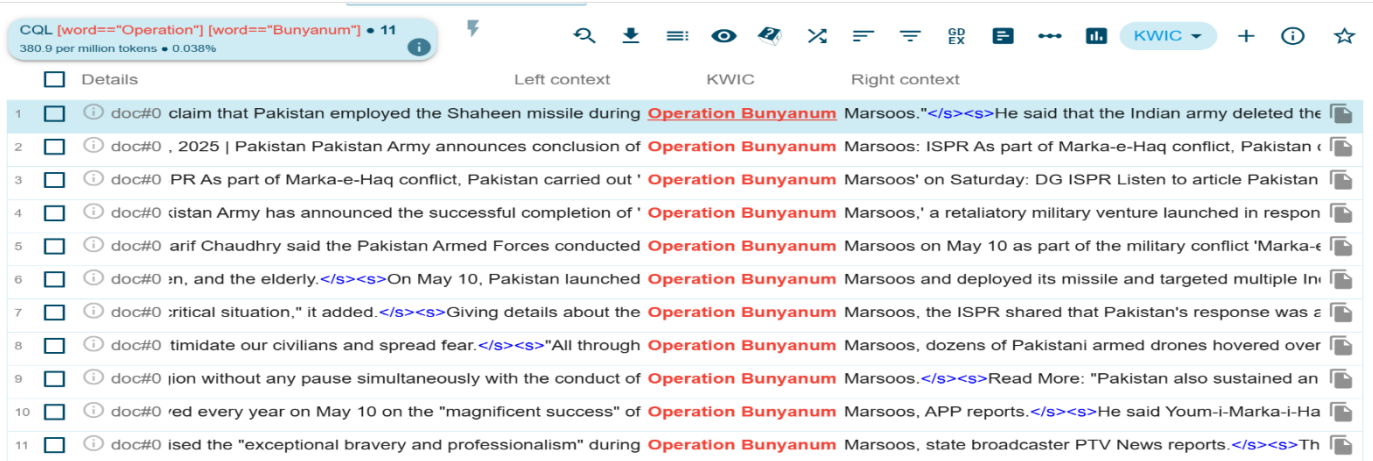 CQL [word=="Operation"] [word=="Bunyanum"] • 11
380.9 per million tokens • 0.038%
GD EX
KWIC
Details Left context KWIC Right context
1 doc#0 claim that Pakistan employed the Shaheen missile during Operation Bunyanum Marsoos."</s><s>He said that the Indian army deleted the
2 doc#0 , 2025 | Pakistan Pakistan Army announces conclusion of Operation Bunyanum Marsoos: ISPR As part of Marka-e-Haq conflict, Pakistan
3 doc#0 PR As part of Marka-e-Haq conflict, Pakistan carried out ' Operation Bunyanum Marsoos' on Saturday: DG ISPR Listen to article Pakistan
4 doc#0 kistan Army has announced the successful completion of ' Operation Bunyanum Marsoos,' a retaliatory military venture launched in respon
5 doc#0 arif Chaudhry said the Pakistan Armed Forces conducted Operation Bunyanum Marsoos on May 10 as part of the military conflict 'Marka-e
6 doc#0 en, and the elderly.</s><s>On May 10, Pakistan launched Operation Bunyanum Marsoos and deployed its missile and targeted multiple In
7 doc#0 critical situation," it added.</s><s>Giving details about the Operation Bunyanum Marsoos, the ISPR shared that Pakistan's response was a
8 doc#0 timidate our civilians and spread fear.</s><s>"All through Operation Bunyanum Marsoos, dozens of Pakistani armed drones hovered over
9 doc#0 gion without any pause simultaneously with the conduct of Operation Bunyanum Marsoos.</s><s>Read More: "Pakistan also sustained an
10 doc#0 ved every year on May 10 on the "magnificent success" of Operation Bunyanum Marsoos, APP reports.</s><s>He said Youm-i-Marka-i-Ha
11 doc#0 ised the "exceptional bravery and professionalism" during Operation Bunyanum Marsoos, state broadcaster PTV News reports.</s><s>Th